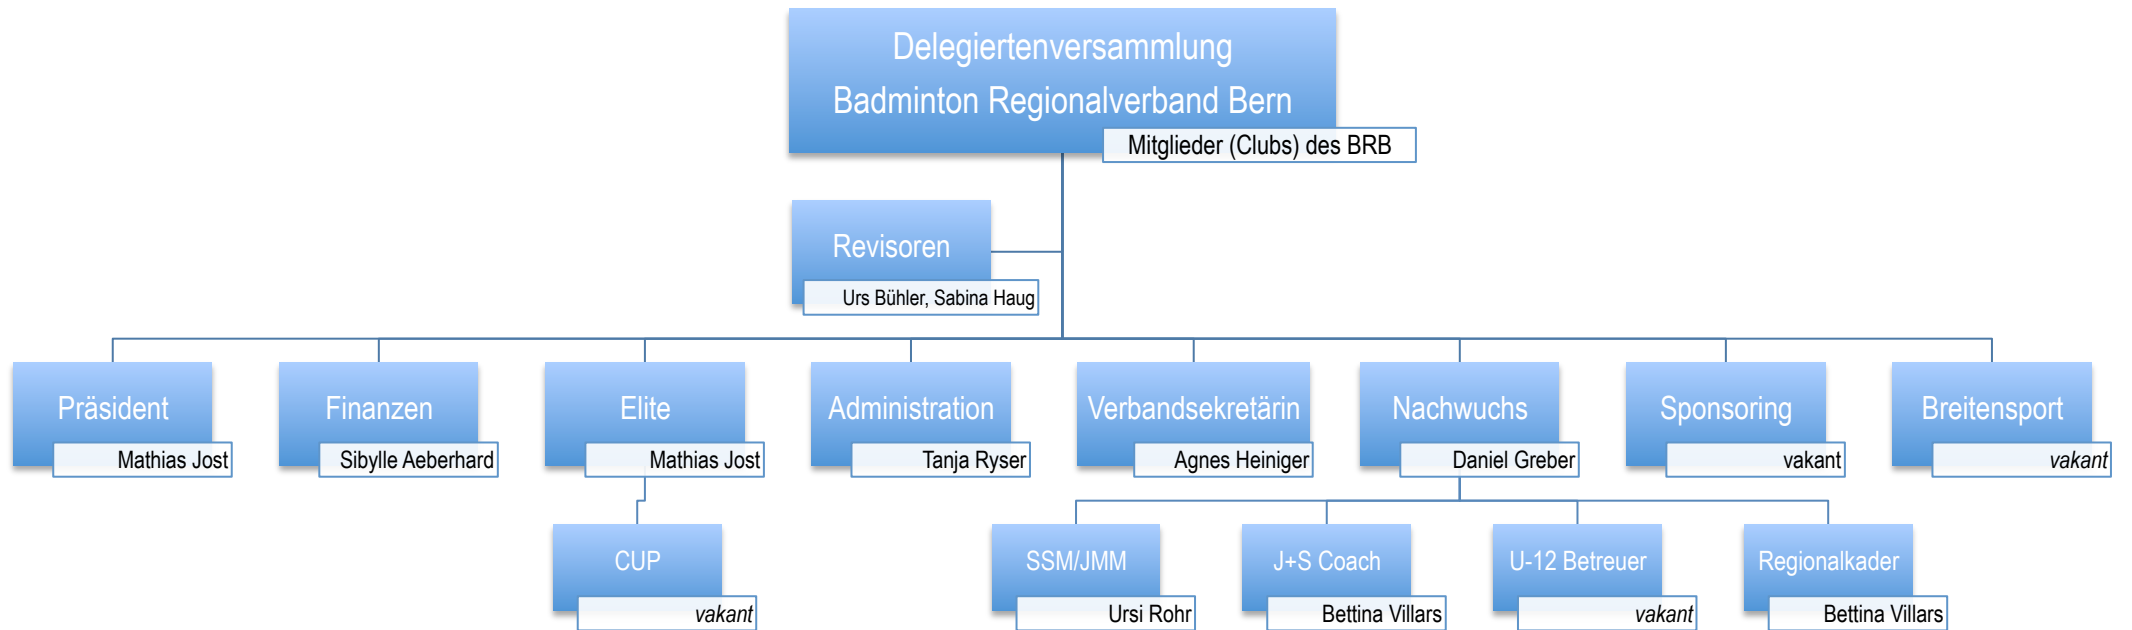 Delegiertenversammlung
Badminton Regionalverband Bern
Mitglieder (Clubs) des BRB
Revisoren
Urs Bühler, Sabina Haug
Präsident
Mathias Jost
Finanzen
Sibylle Aeberhard
Elite
Mathias Jost
Administration
Tanja Ryser
Verbandsekretärin
Agnes Heiniger
Nachwuchs
Daniel Greber
Sponsoring
vakant
Breitensport
vakant
CUP
vakant
SSM/JMM
Ursi Rohr
J+S Coach
Bettina Villars
U-12 Betreuer
vakant
Regionalkader
Bettina Villars